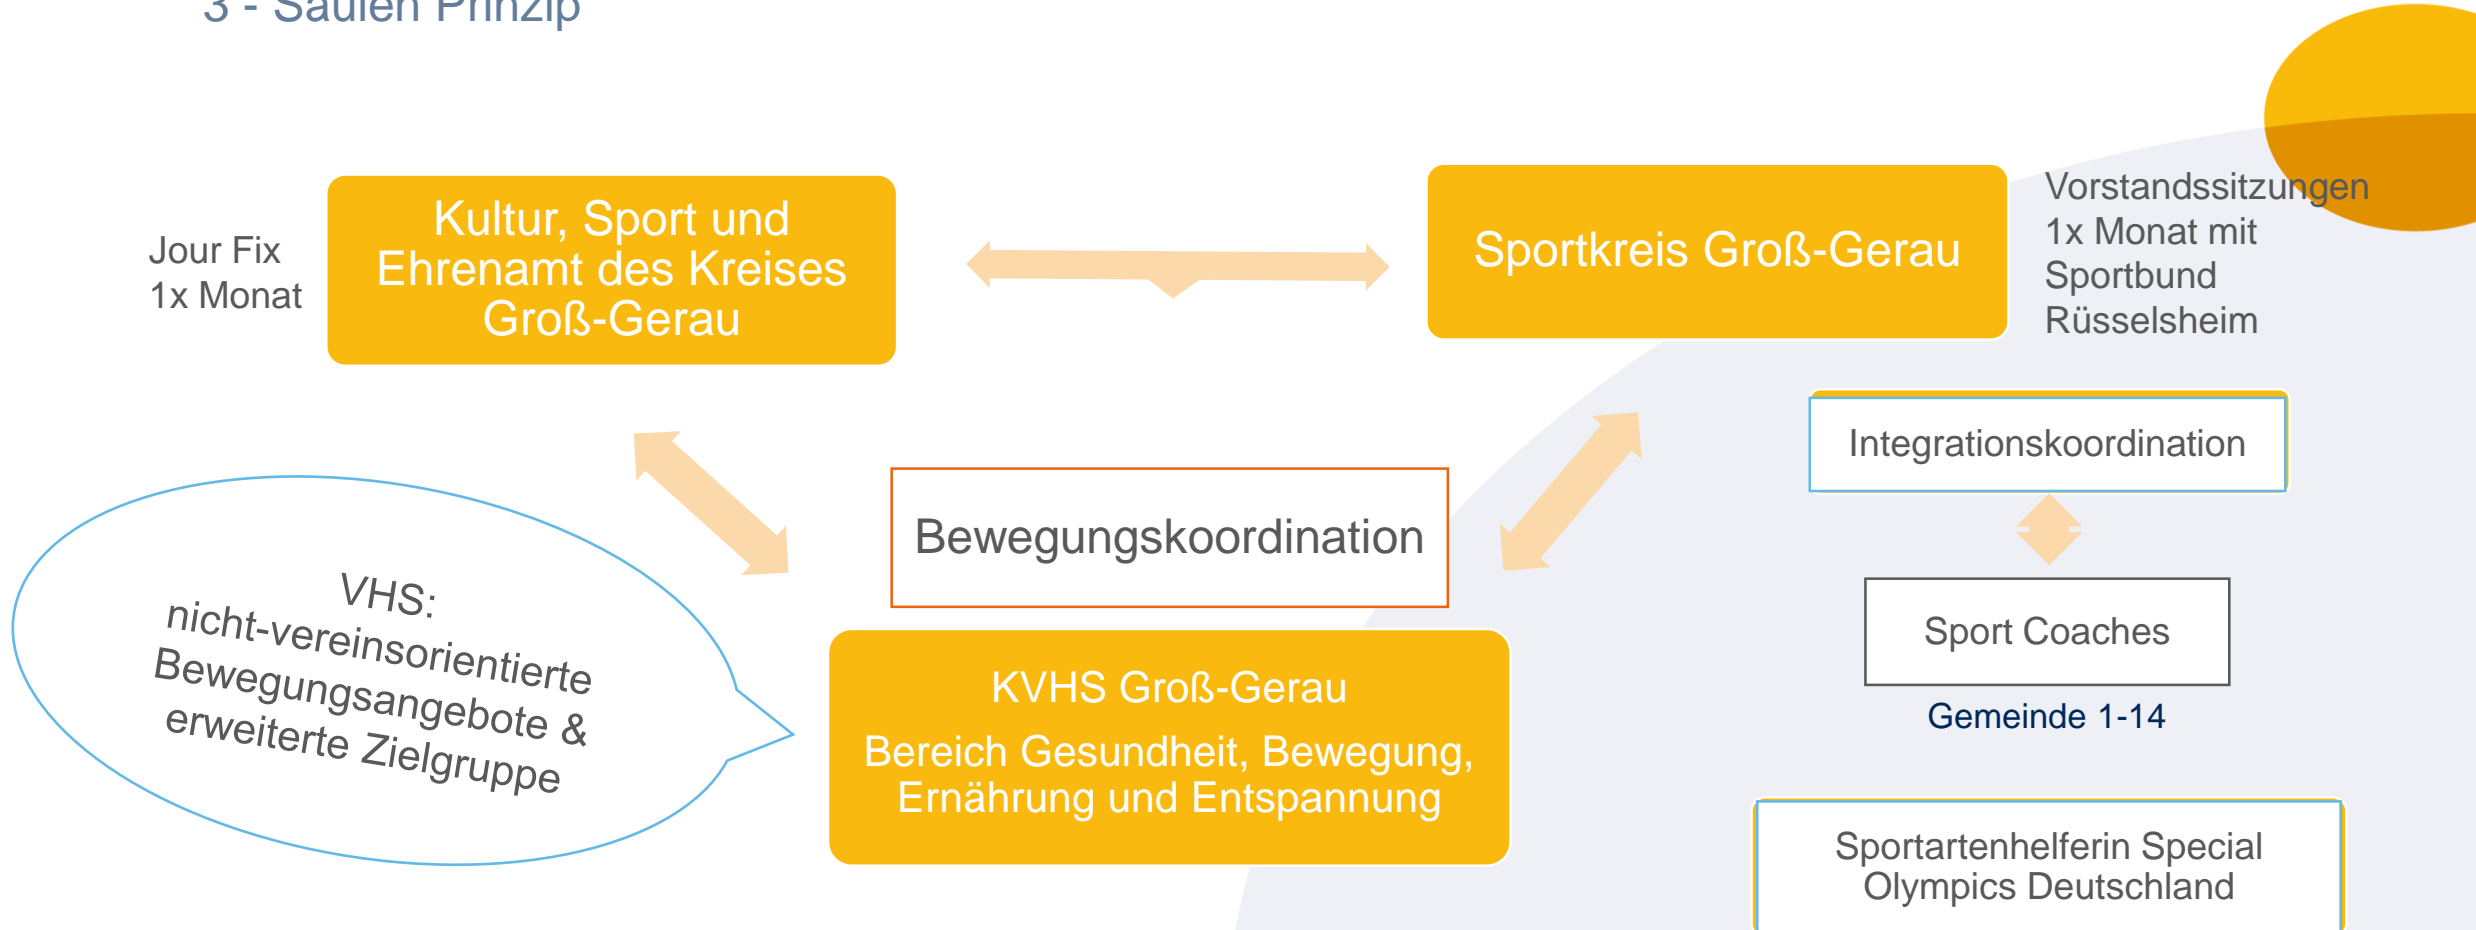 3 - Säulen Prinzip
Jour Fix
1x Monat
Kultur, Sport und
Ehrenamt des Kreises
Groß-Gerau
Sportkreis Groß-Gerau
Vorstandssitzungen
1x Monat mit
Sportbund
Rüsselsheim
Integrationskoordination
Bewegungskoordination
VHS:
nicht-vereinsorientierte
Bewegungsangebote &
erweiterte Zielgruppe
Sport Coaches
Gemeinde 1-14
KVHS Groß-Gerau
Bereich Gesundheit, Bewegung,
Ernährung und Entspannung
Sportartenhelferin Special
Olympics Deutschland